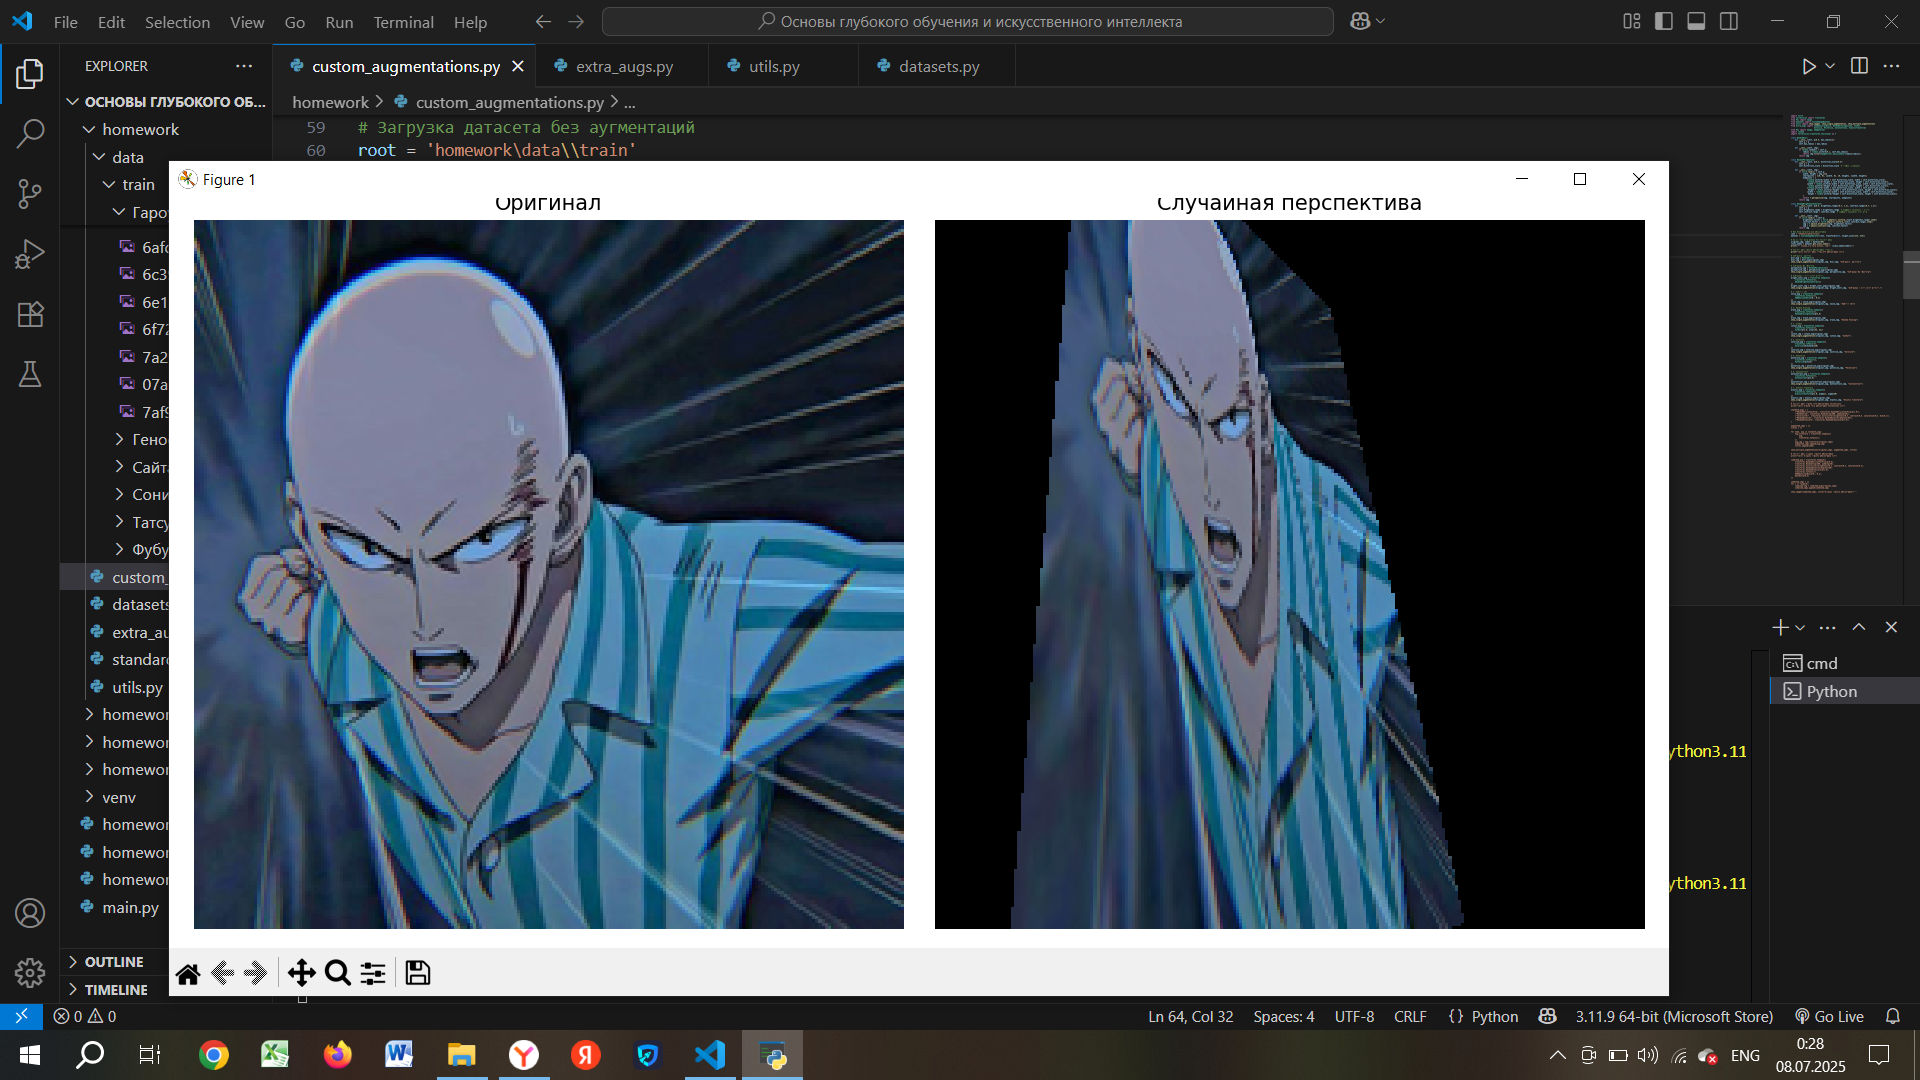 File Edit Selection View Go Run Terminal Help
Основы глубокого обучения и искусственного интеллекта
EXPLORER
custom_augmentations.py
extra_augs.py
utils.py
datasets.py
ОСНОВЫ ГЛУБОКОГО ОБ...
homework > custom_augmentations.py > ...
homework
data
train
Гароу
6afc
6c3
6e1
6f72
7a2
07a
7af9
Гено
Сайт
Сони
Татсу
Фубу
custom_
datasets
extra_au
standard
utils.py
homewor
homewor
homewor
venv
homewor
homewor
homewor
main.py
OUTLINE
TIMELINE
59 # Загрузка датасета без аугментаций
60 root = 'homework\data\\train'
Figure 1
Оригинал
Случайная перспектива
cmd
Python
ython3.11
ython3.11
0 0
Ln 64, Col 32 Spaces: 4 UTF-8 CRLF {} Python 3.11.9 64-bit (Microsoft Store) Go Live
ENG
0:28
08.07.2025